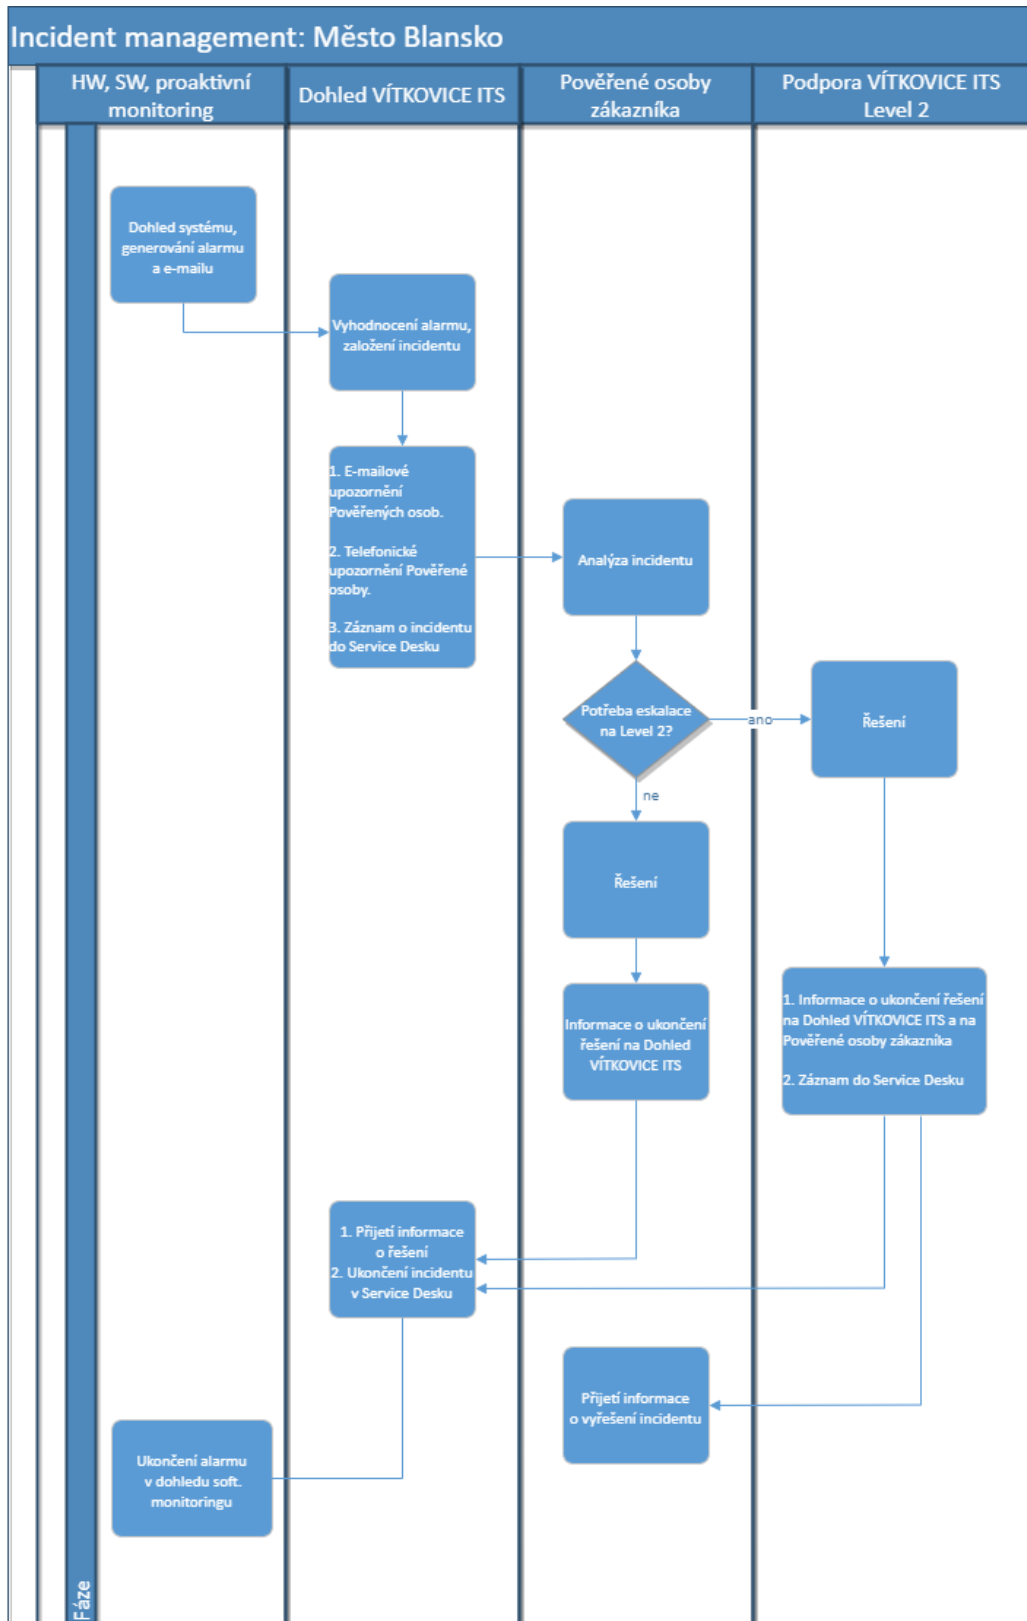 Incident management: Město Blansko
HW, SW, proaktivní
monitoring
Dohled VÍTKOVICE ITS
Pověřené osoby
zákazníka
Podpora VÍTKOVICE ITS
Level 2
Dohled systému,
generování alarmu
a e-mailu
Vyhodnocení alarmu,
založení incidentu
1. E-mailové
upozornění
Pověřených osob.
2. Telefonické
upozornění Pověřené
osoby.
3. Záznam o incidentu
do Service Desku
Analýza incidentu
Potřeba eskalace
na Level 2?
ano
Řešení
ne
Řešení
Informace o ukončení
řešení na Dohled
VÍTKOVICE ITS
1. Informace o ukončení řešení
na Dohled VÍTKOVICE ITS a na
Pověřené osoby zákazníka
2. Záznam do Service Desku
1. Přijetí informace
o řešení
2. Ukončení incidentu
v Service Desku
Přijetí informace
o vyřešení incidentu
Ukončení alarmu
v dohledu soft.
monitoringu
Fáze